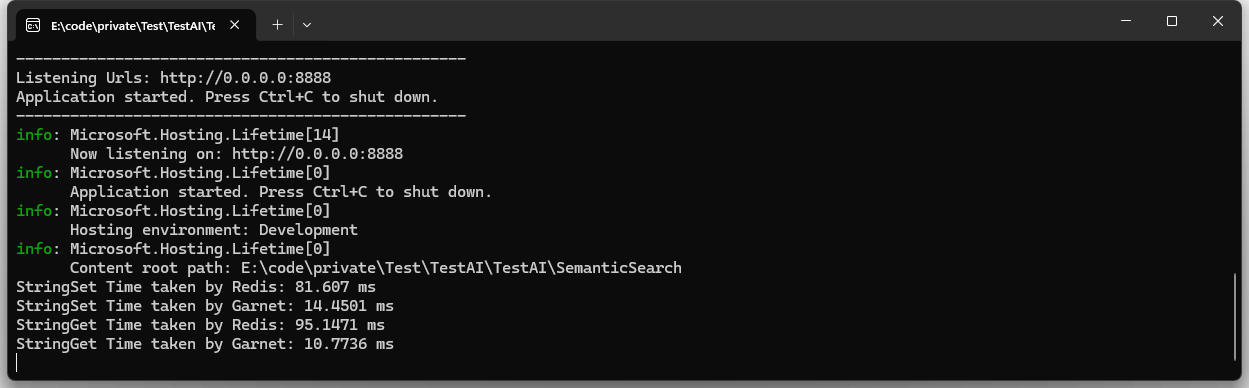 E:\code\private\Test\TestAI\Te
--------------------------------------------------
Listening Urls: http://0.0.0.0:8888
Application started. Press Ctrl+C to shut down.
--------------------------------------------------
info: Microsoft.Hosting.Lifetime[14]
Now listening on: http://0.0.0.0:8888
info: Microsoft.Hosting.Lifetime[0]
Application started. Press Ctrl+C to shut down.
info: Microsoft.Hosting.Lifetime[0]
Hosting environment: Development
info: Microsoft.Hosting.Lifetime[0]
Content root path: E:\code\private\Test\TestAI\TestAI\SemanticSearch
StringSet Time taken by Redis: 81.607 ms
StringSet Time taken by Garnet: 14.4501 ms
StringGet Time taken by Redis: 95.1471 ms
StringGet Time taken by Garnet: 10.7736 ms